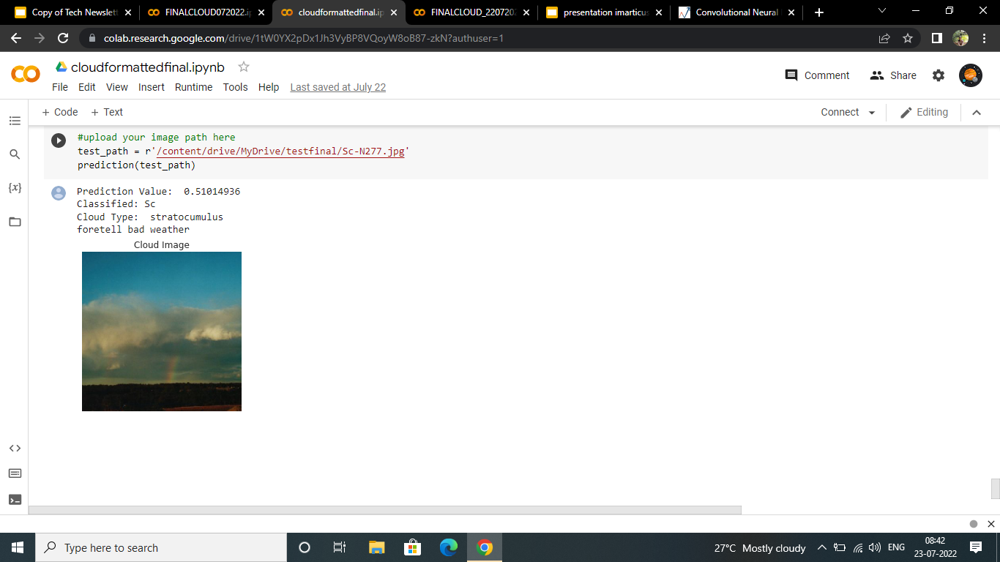 Copy of Tech Newslett
FINALCLOUD072022.i
cloudformattedfinal.ip
FINALCLOUD_220720
presentation imarticus
Convolutional Neural
colab.research.google.com/drive/1tW0YX2pDx1Jh3VyBP8VQoyW8oB87-zkN?authuser=1
cloudformattedfinal.ipynb
Comment
Share
File Edit View Insert Runtime Tools Help Last saved at July 22
+ Code + Text
Connect
Editing
#upload your image path here
test_path = r'/content/drive/MyDrive/testfinal/Sc-N277.jpg'
prediction(test_path)
{x}
Prediction Value:  0.51014936
Classified: Sc
Cloud Type:  stratocumulus
foretell bad weather
Cloud Image
Type here to search
27°C Mostly cloudy
ENG
08:42
23-07-2022